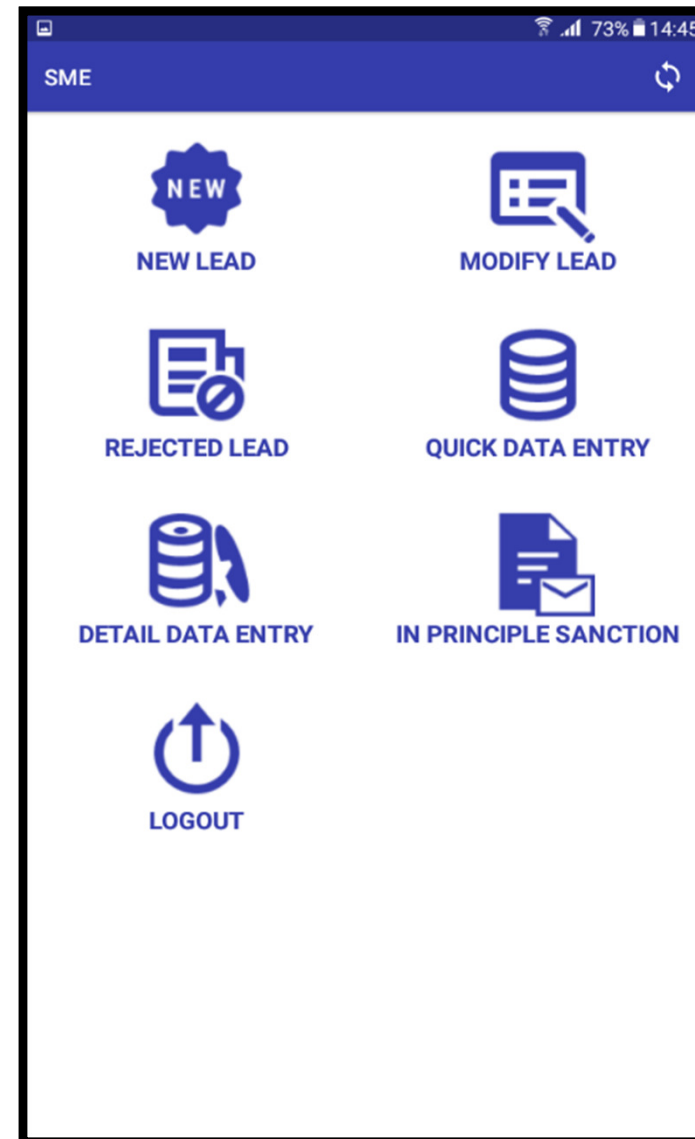 73% 14:45
SME
NEW
NEW LEAD
MODIFY LEAD
REJECTED LEAD
QUICK DATA ENTRY
DETAIL DATA ENTRY
IN PRINCIPLE SANCTION
LOGOUT